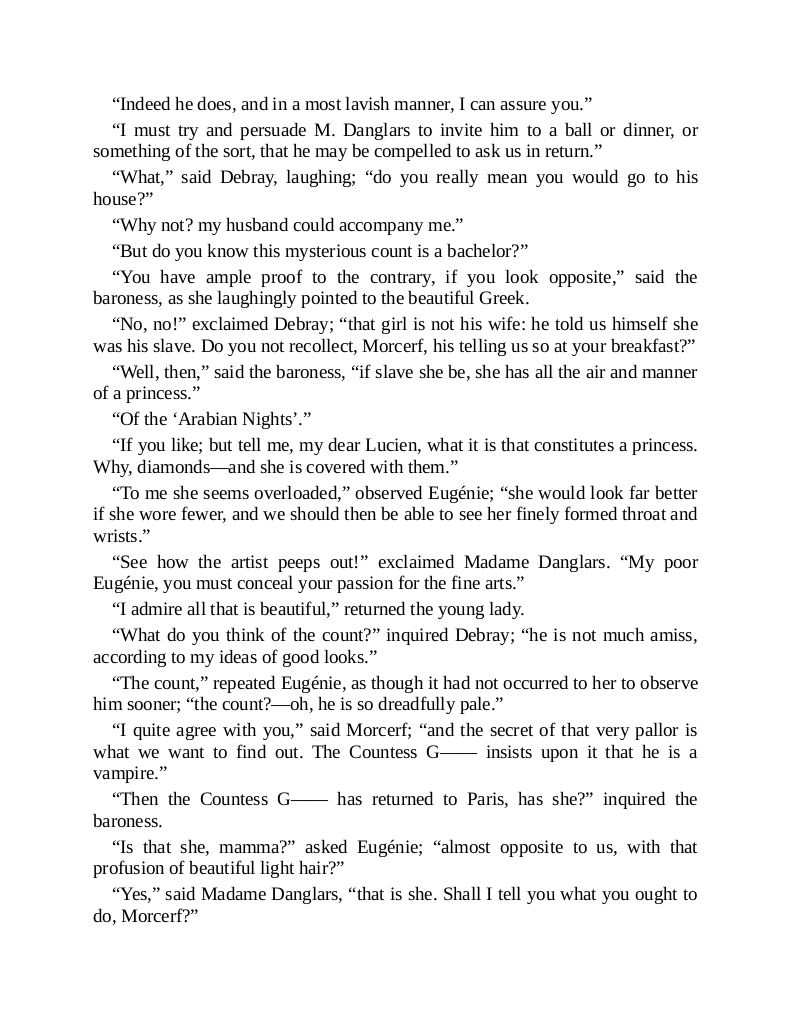 “Indeed he does, and in a most lavish manner, I can assure you.”
“I must try and persuade M. Danglars to invite him to a ball or dinner, or
something of the sort, that he may be compelled to ask us in return.”
“What,” said Debray, laughing; “do you really mean you would go to his
house?”
“Why not? my husband could accompany me.”
“But do you know this mysterious count is a bachelor?”
“You have ample proof to the contrary, if you look opposite,” said the
baroness, as she laughingly pointed to the beautiful Greek.
“No, no!” exclaimed Debray; “that girl is not his wife: he told us himself she
was his slave. Do you not recollect, Morcerf, his telling us so at your breakfast?”
“Well, then,” said the baroness, “if slave she be, she has all the air and manner
of a princess.”
“Of the ‘Arabian Nights’.”
“If you like; but tell me, my dear Lucien, what it is that constitutes a princess.
Why, diamonds—and she is covered with them.”
“To me she seems overloaded,” observed Eugénie; “she would look far better
if she wore fewer, and we should then be able to see her finely formed throat and
wrists.”
“See how the artist peeps out!” exclaimed Madame Danglars. “My poor
Eugénie, you must conceal your passion for the fine arts.”
“I admire all that is beautiful,” returned the young lady.
“What do you think of the count?” inquired Debray; “he is not much amiss,
according to my ideas of good looks.”
“The count,” repeated Eugénie, as though it had not occurred to her to observe
him sooner; “the count?—oh, he is so dreadfully pale.”
“I quite agree with you,” said Morcerf; “and the secret of that very pallor is
what we want to find out. The Countess G—— insists upon it that he is a
vampire.”
“Then the Countess G—— has returned to Paris, has she?” inquired the
baroness.
“Is that she, mamma?” asked Eugénie; “almost opposite to us, with that
profusion of beautiful light hair?”
“Yes,” said Madame Danglars, “that is she. Shall I tell you what you ought to
do, Morcerf?”